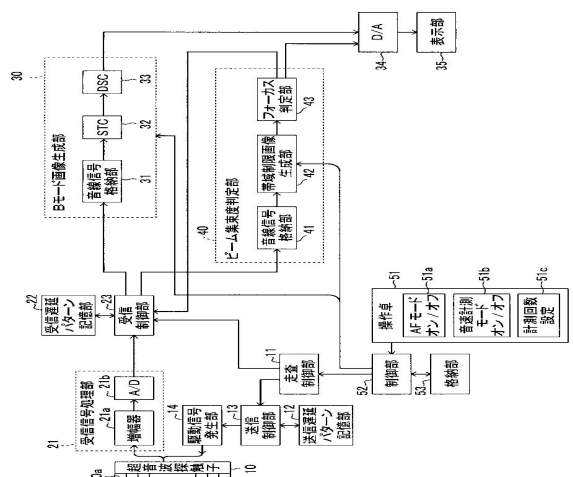 30
Bモード画像生成部
音線信号
格納部
31
STC
32
DSC
33
D/A
34
表示部
35
40
ビーム集束度判定部
音線信号
格納部
41
帯域制限画像
生成部
42
フォーカス
判定部
43
22
受信遅延
パターン
記憶部
23
受信
制御部
21
受信信号処理部
増幅器
21a
A/D
21b
14
駆動信号
発生部
13
送信
制御部
12
送信遅延
パターン
記憶部
11
走査
制御部
52
制御部
53
格納部
51
操作卓
AFモード
オン/オフ
51a
音速計測
モード
オン/オフ
51b
計測回数
設定
51c
超音波探触子
10
0a